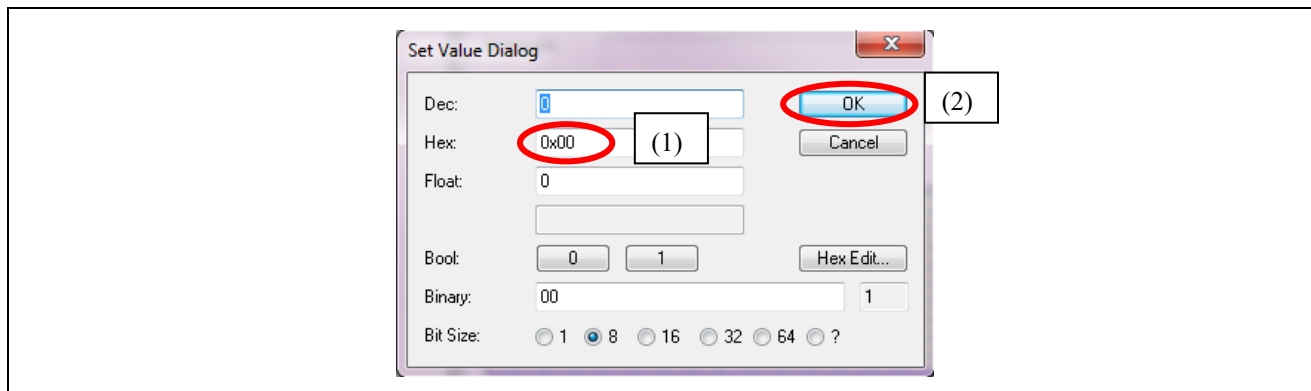 Set Value Dialog
x
Dec: 0 OK (2)
Hex: 0x00 (1) Cancel
Float: 0
Bool: 0 1 Hex Edit...
Binary: 00 1
Bit Size: 1 8 16 32 64 ?